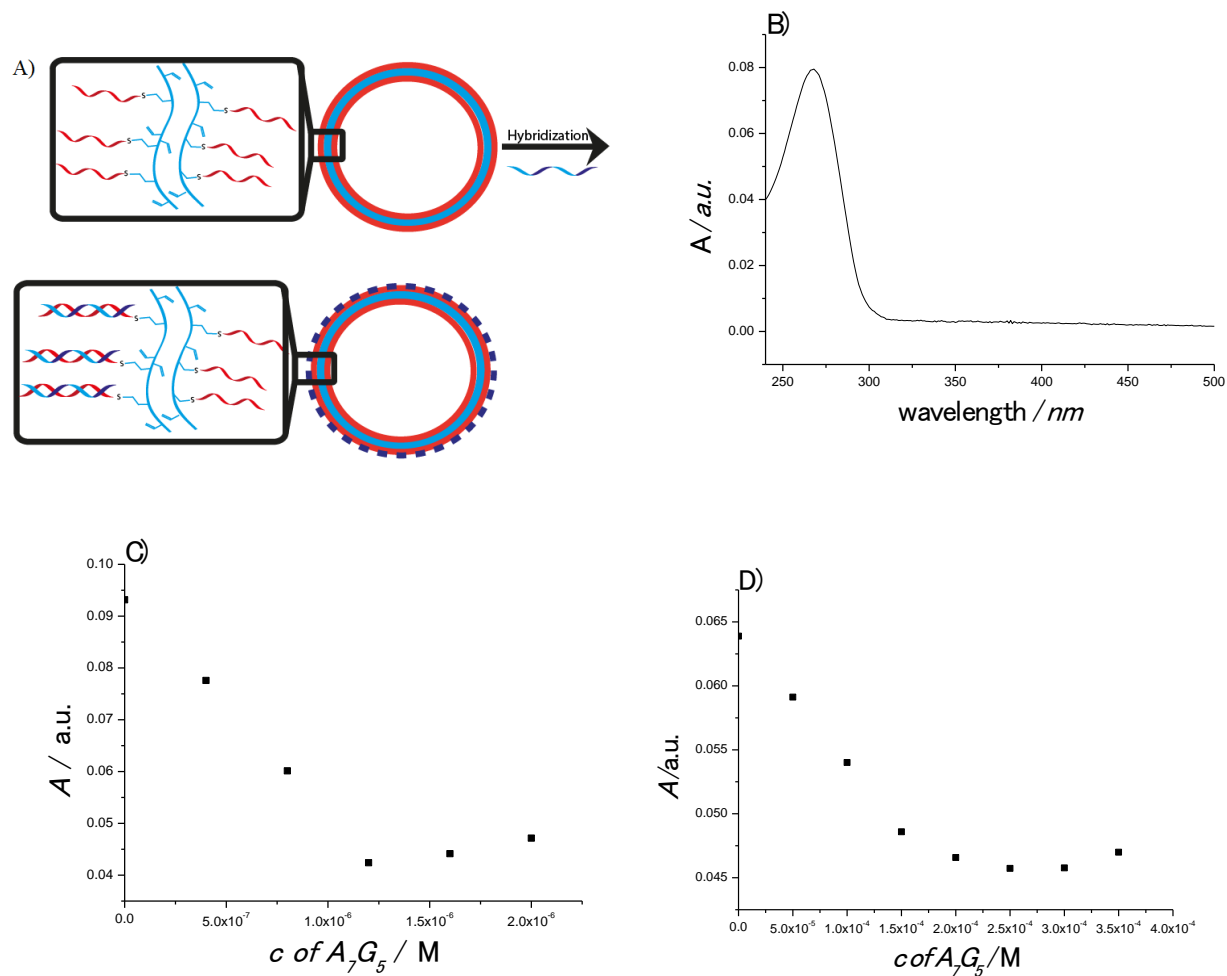 A)
S
S
S
S
S
S
Hybridization
S
S
S
S
S
S
B)
0.08
0.06
0.04
0.02
0.00
A / a.u.
250 300 350 400 450 500
wavelength / nm
C)
0.10
0.09
0.08
0.07
0.06
0.05
0.04
A / a.u.
0.0 5.0x10⁻⁷ 1.0x10⁻⁶ 1.5x10⁻⁶ 2.0x10⁻⁶
c of A₇G₅ / M
D)
0.065
0.060
0.055
0.050
0.045
A/a.u.
0.0 5.0x10⁻⁵ 1.0x10⁻⁴ 1.5x10⁻⁴ 2.0x10⁻⁴ 2.5x10⁻⁴ 3.0x10⁻⁴ 3.5x10⁻⁴ 4.0x10⁻⁴
c of A₇G₅/M